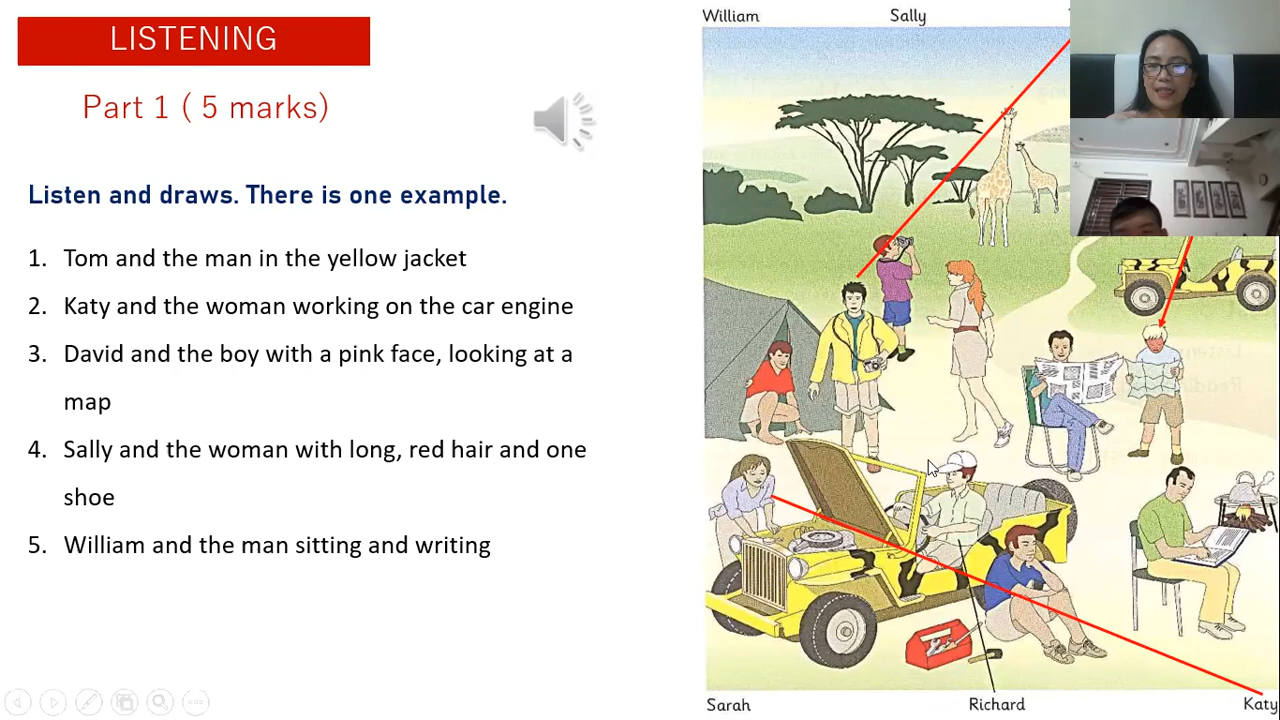 LISTENING
Part 1 ( 5 marks)
Listen and draws. There is one example.
1. Tom and the man in the yellow jacket
2. Katy and the woman working on the car engine
3. David and the boy with a pink face, looking at a
map
4. Sally and the woman with long, red hair and one
shoe
5. William and the man sitting and writing
William Sally
Sarah Richard Katy